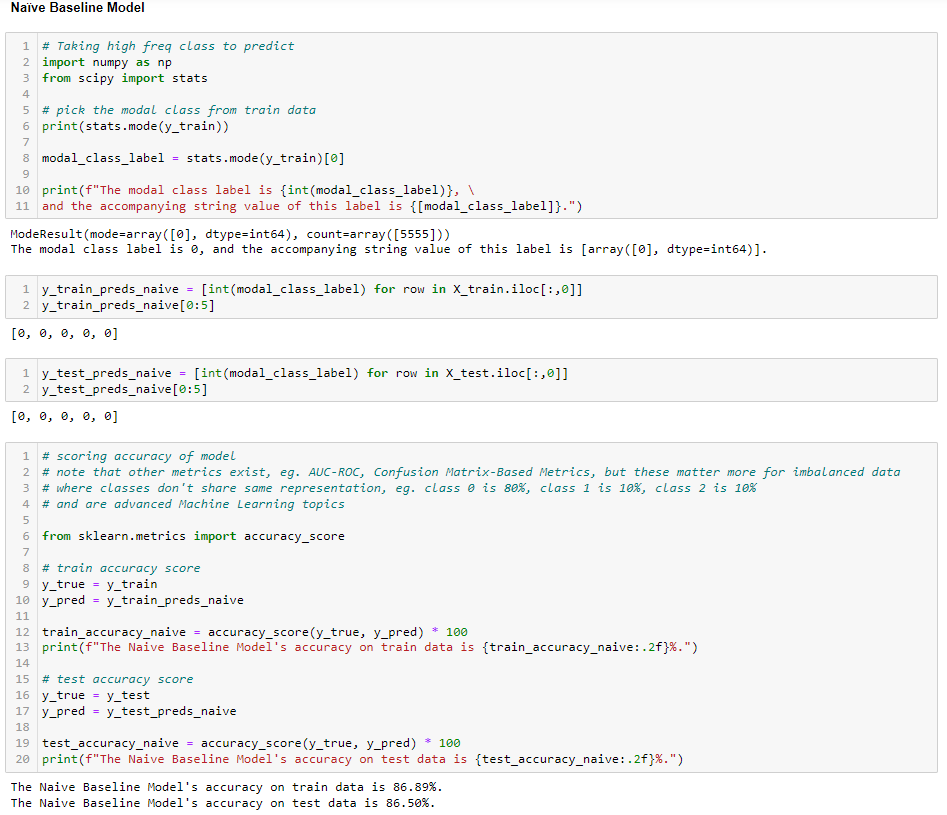 Naïve Baseline Model
1 # Taking high freq class to predict
2 import numpy as np
3 from scipy import stats
4
5 # pick the modal class from train data
6 print(stats.mode(y_train))
7
8 modal_class_label = stats.mode(y_train)[0]
9
10 print(f"The modal class label is {int(modal_class_label)}, \
11 and the accompanying string value of this label is {[modal_class_label]}.")
ModeResult(mode=array([0], dtype=int64), count=array([5555]))
The modal class label is 0, and the accompanying string value of this label is [array([0], dtype=int64)].
1 y_train_preds_naive = [int(modal_class_label) for row in X_train.iloc[:,0]]
2 y_train_preds_naive[0:5]
[0, 0, 0, 0, 0]
1 y_test_preds_naive = [int(modal_class_label) for row in X_test.iloc[:,0]]
2 y_test_preds_naive[0:5]
[0, 0, 0, 0, 0]
1 # scoring accuracy of model
2 # note that other metrics exist, eg. AUC-ROC, Confusion Matrix-Based Metrics, but these matter more for imbalanced data
3 # where classes don't share same representation, eg. class 0 is 80%, class 1 is 10%, class 2 is 10%
4 # and are advanced Machine Learning topics
5
6 from sklearn.metrics import accuracy_score
7
8 # train accuracy score
9 y_true = y_train
10 y_pred = y_train_preds_naive
11
12 train_accuracy_naive = accuracy_score(y_true, y_pred) * 100
13 print(f"The Naive Baseline Model's accuracy on train data is {train_accuracy_naive:.2f}%.")
14
15 # test accuracy score
16 y_true = y_test
17 y_pred = y_test_preds_naive
18
19 test_accuracy_naive = accuracy_score(y_true, y_pred) * 100
20 print(f"The Naive Baseline Model's accuracy on test data is {test_accuracy_naive:.2f}%.")
The Naive Baseline Model's accuracy on train data is 86.89%.
The Naive Baseline Model's accuracy on test data is 86.50%.